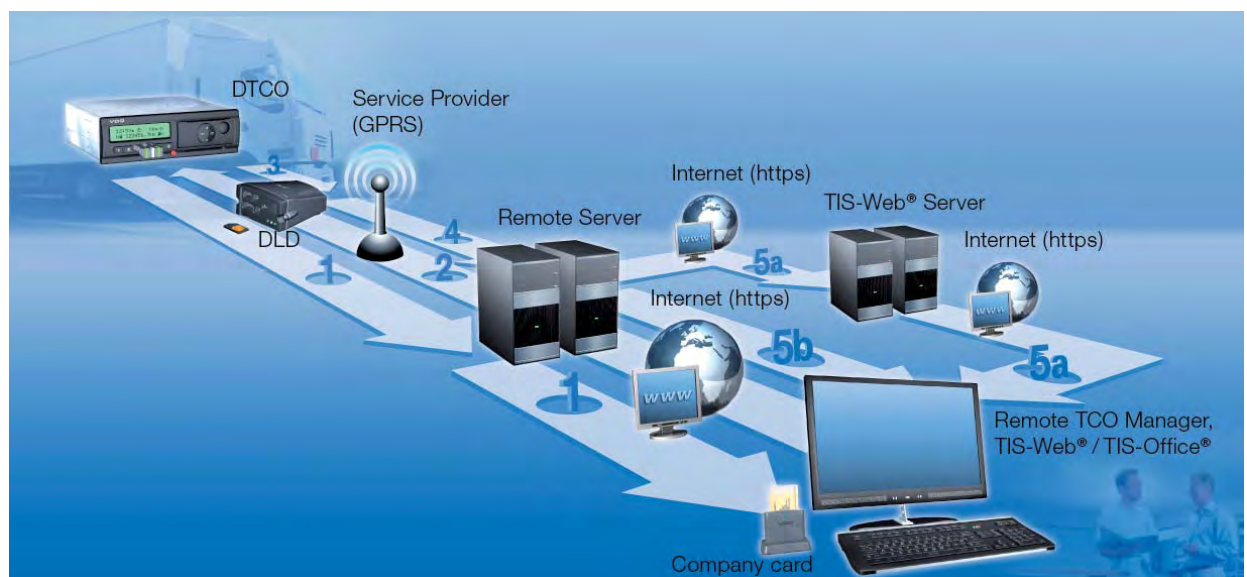 DTCO
VDO
Service Provider
(GPRS)
3
DLD
4
2
1
Remote Server
Internet (https)
www
5a
TIS-Web® Server
Internet (https)
www
Internet (https)
www
5b
5a
1
Remote TCO Manager,
TIS-Web® / TIS-Office®
Company card